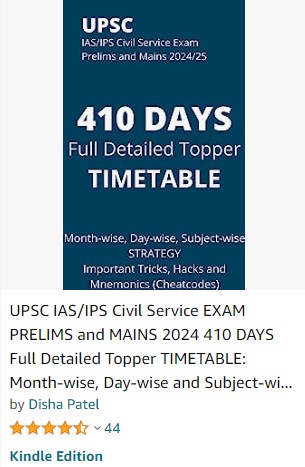 UPSC
IAS/IPS Civil Service Exam
Prelims and Mains 2024/25
410 DAYS
Full Detailed Topper
TIMETABLE
Month-wise, Day-wise, Subject-wise
STRATEGY
Important Tricks, Hacks and
Mnemonics (Cheatcodes)
UPSC IAS/IPS Civil Service EXAM
PRELIMS and MAINS 2024 410 DAYS
Full Detailed Topper TIMETABLE:
Month-wise, Day-wise and Subject-wi...
by Disha Patel
44
Kindle Edition